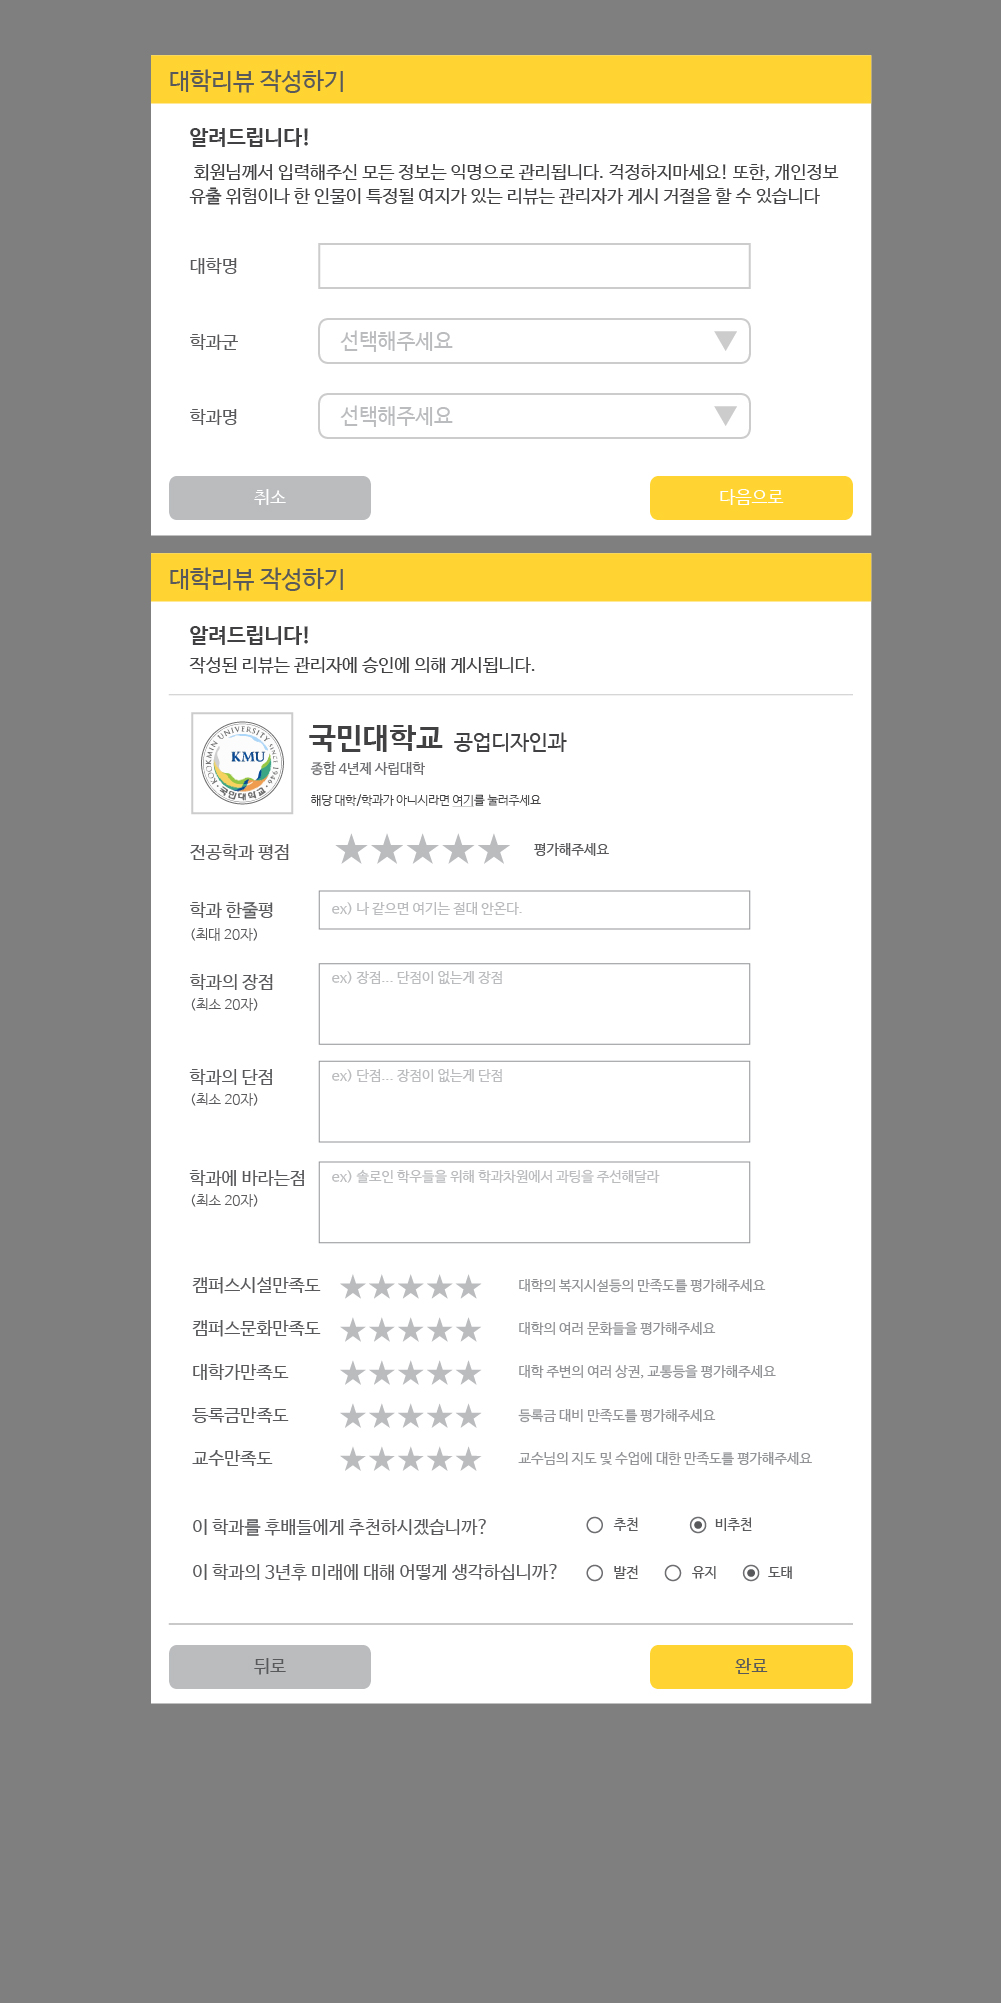 대학리뷰 작성하기
알려드립니다!
회원님께서 입력해주신 모든 정보는 익명으로 관리됩니다. 걱정하지마세요! 또한, 개인정보
유출 위험이나 한 인물이 특정될 여지가 있는 리뷰는 관리자가 게시 거절을 할 수 있습니다
대학명
학과군 선택해주세요
학과명 선택해주세요
취소 다음으로
대학리뷰 작성하기
알려드립니다!
작성된 리뷰는 관리자에 승인에 의해 게시됩니다.
KOOKMIN UNIVERSITY SINCE 1946
KMU
국민대학교
국민대학교 공업디자인과
종합 4년제 사립대학
해당 대학/학과가 아니시라면 여기를 눌러주세요
전공학과 평점 ★★★★★ 평가해주세요
학과 한줄평 ex) 나 같으면 여기는 절대 안온다.
(최대 20자)
학과의 장점 ex) 장점... 단점이 없는게 장점
(최소 20자)
학과의 단점 ex) 단점... 장점이 없는게 단점
(최소 20자)
학과에 바라는점 ex) 솔로인 학우들을 위해 학과차원에서 과팅을 주선해달라
(최소 20자)
캠퍼스시설만족도 ★★★★★ 대학의 복지시설등의 만족도를 평가해주세요
캠퍼스문화만족도 ★★★★★ 대학의 여러 문화들을 평가해주세요
대학가만족도 ★★★★★ 대학 주변의 여러 상권, 교통등을 평가해주세요
등록금만족도 ★★★★★ 등록금 대비 만족도를 평가해주세요
교수만족도 ★★★★★ 교수님의 지도 및 수업에 대한 만족도를 평가해주세요
이 학과를 후배들에게 추천하시겠습니까? 추천 비추천
이 학과의 3년후 미래에 대해 어떻게 생각하십니까? 발전 유지 도태
뒤로 완료